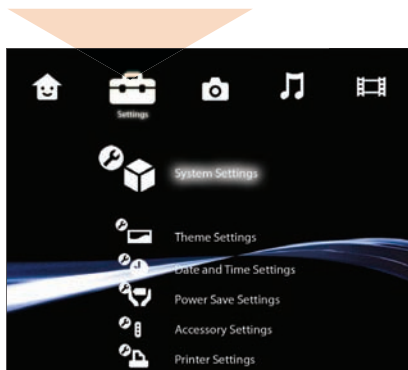 Settings
System Settings
Theme Settings
Date and Time Settings
Power Save Settings
Accessory Settings
Printer Settings